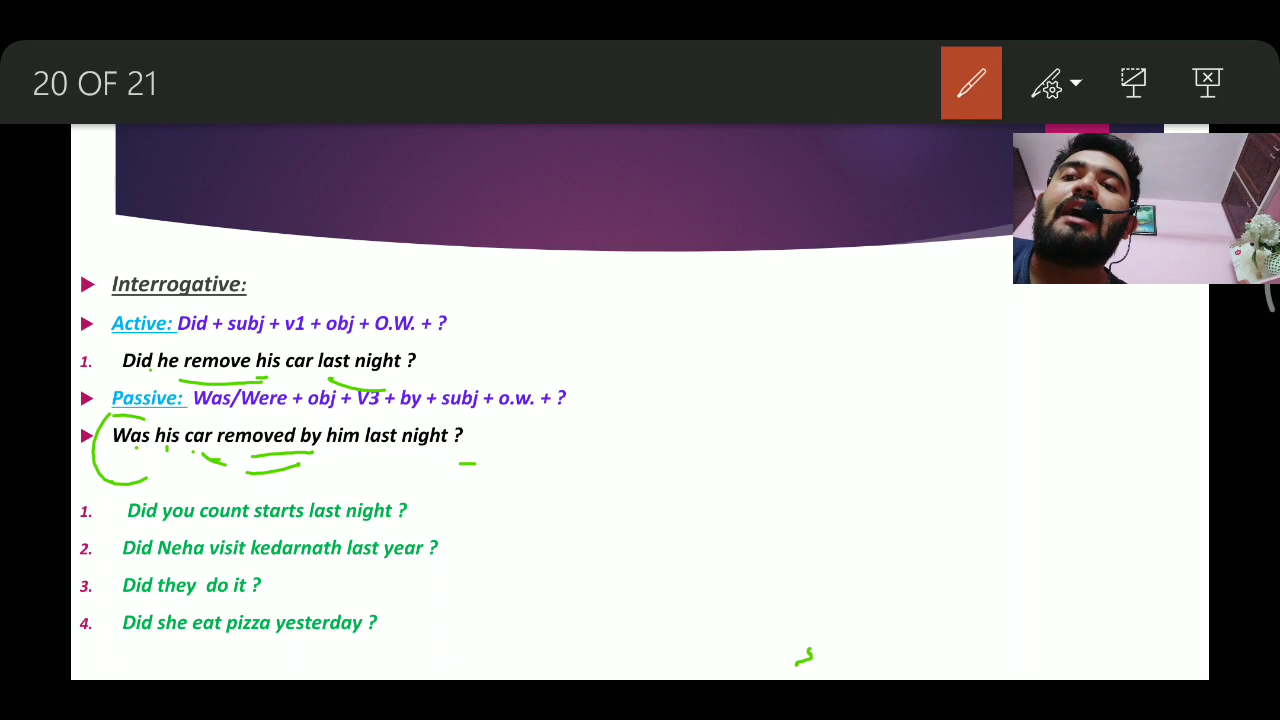 20 OF 21
Interrogative:
Active: Did + subj + v1 + obj + O.W. + ?
1. Did he remove his car last night ?
Passive: Was/Were + obj + V3 + by + subj + o.w. + ?
Was his car removed by him last night ?
1. Did you count starts last night ?
2. Did Neha visit kedarnath last year ?
3. Did they do it ?
4. Did she eat pizza yesterday ?